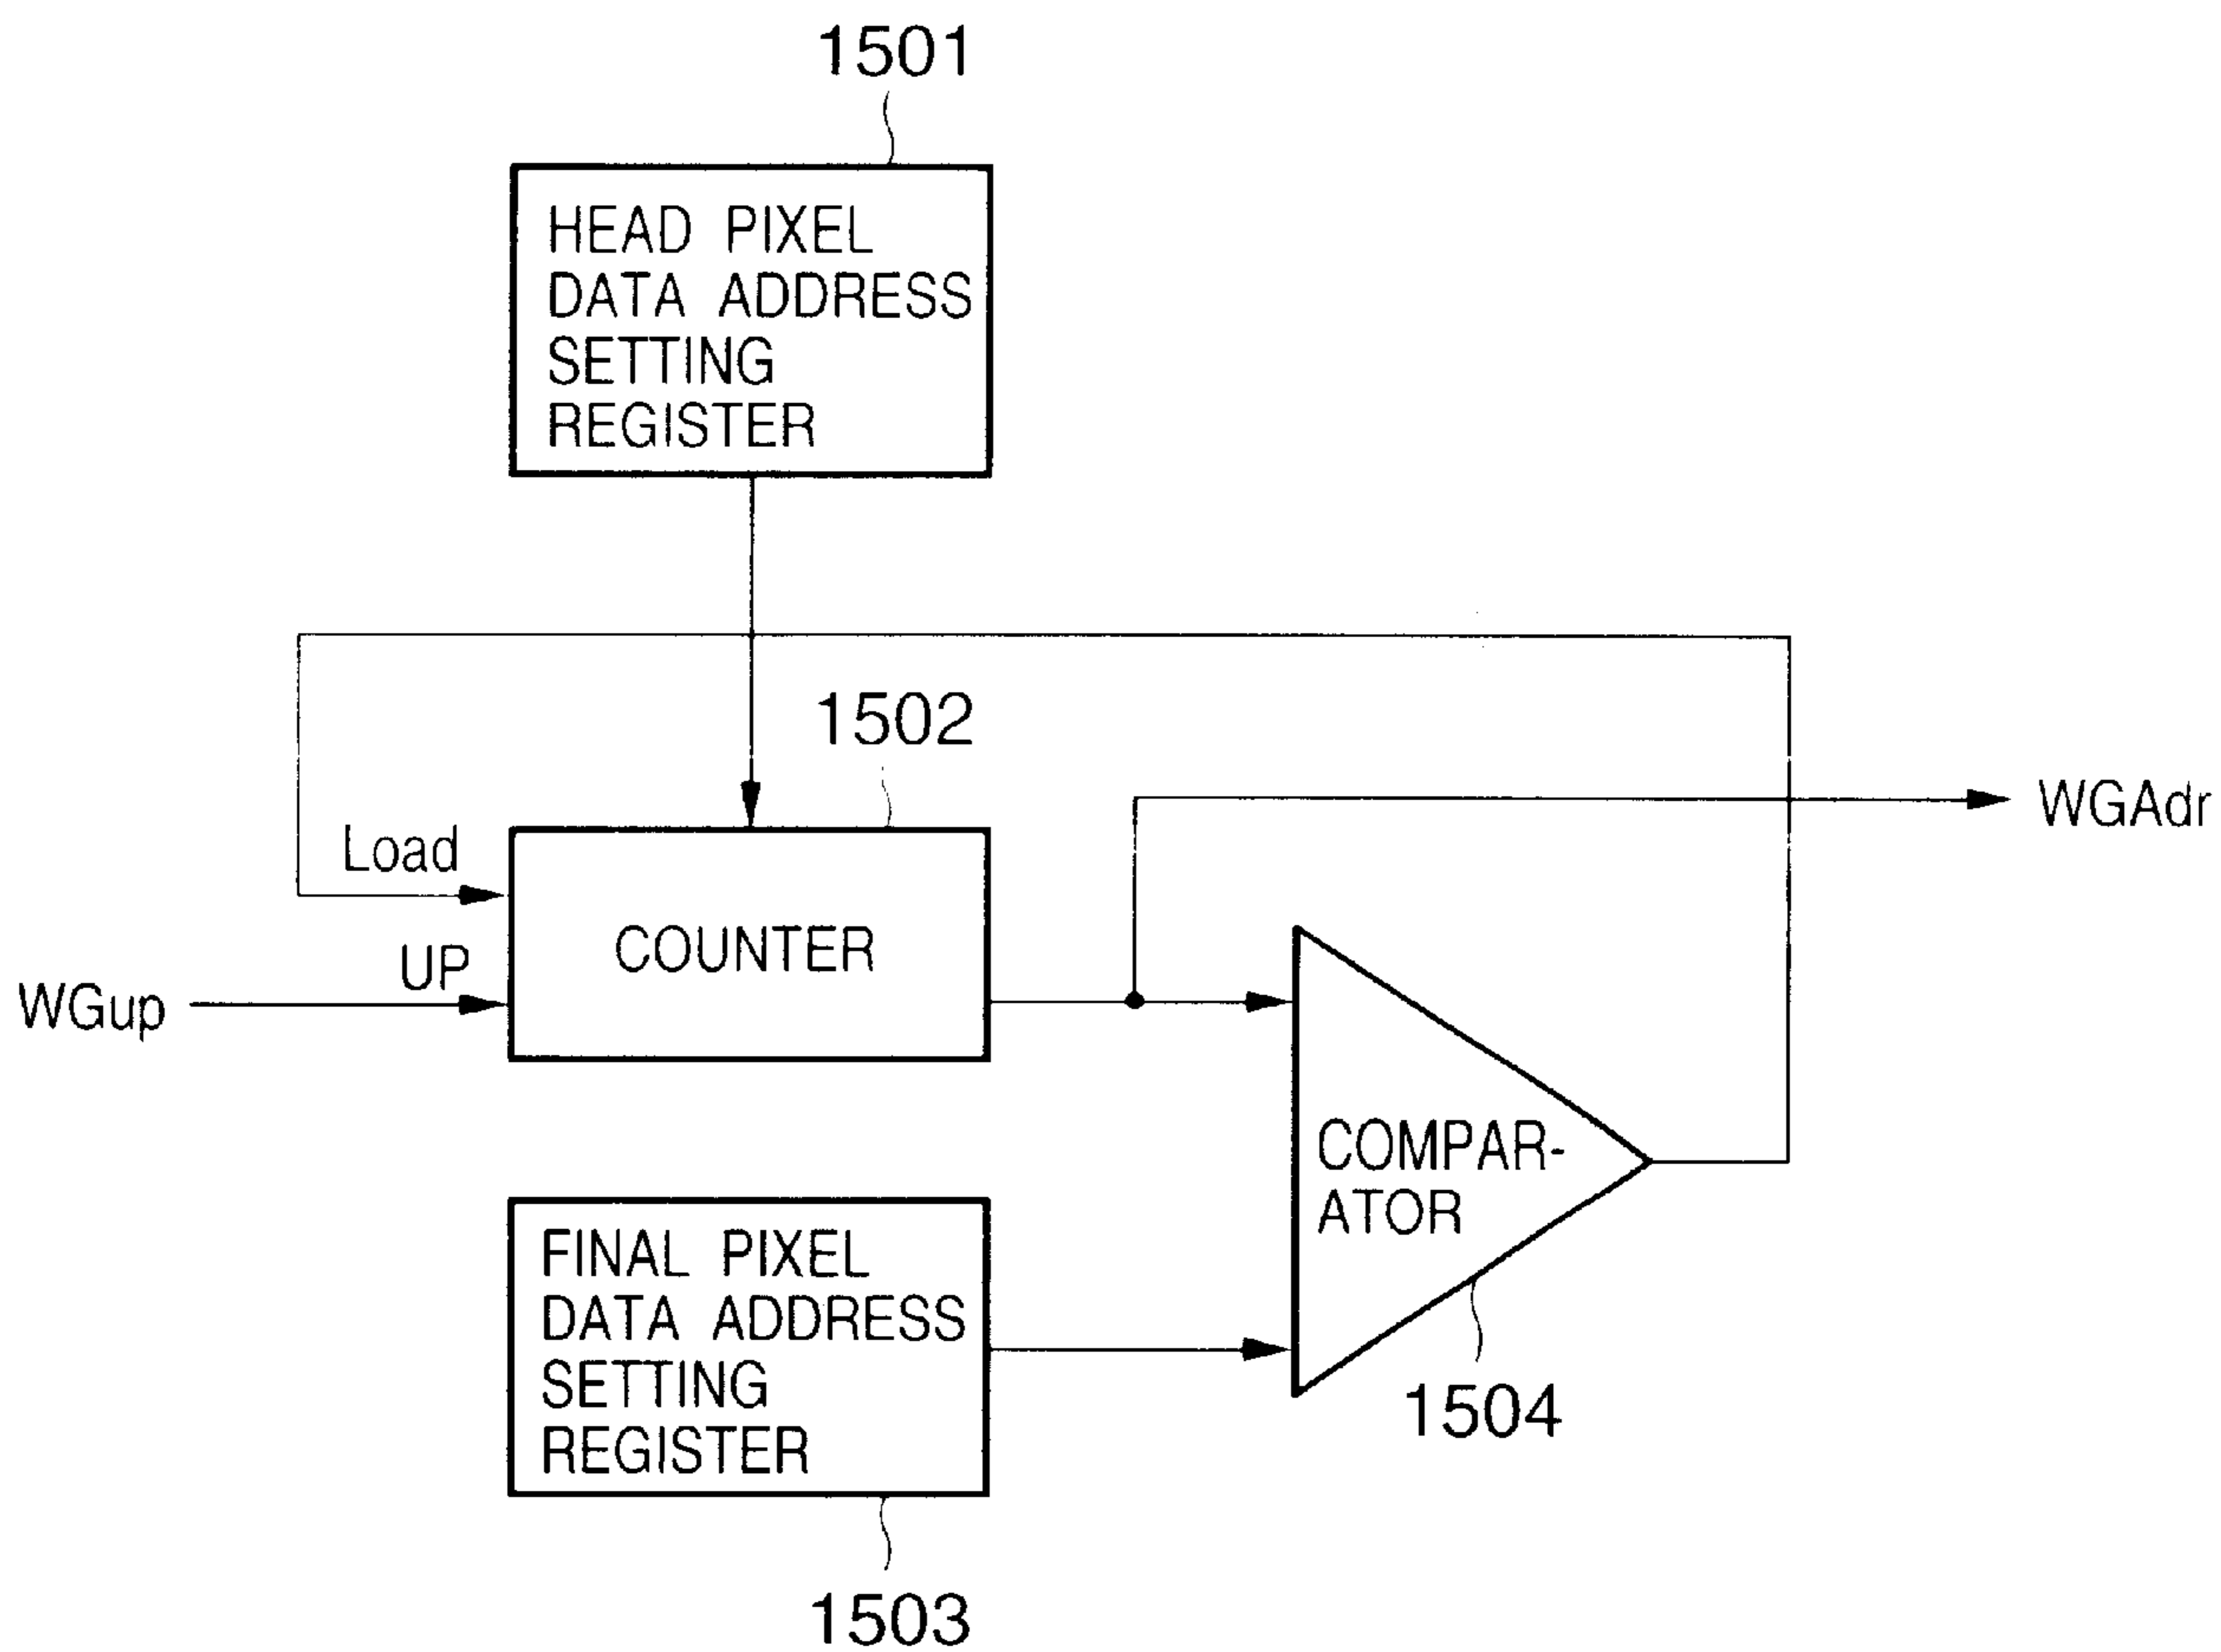 1501
HEAD PIXEL
DATA ADDRESS
SETTING
REGISTER
1502
WGAdr
Load
COUNTER
UP
WGup
COMPAR-
ATOR
FINAL PIXEL
DATA ADDRESS
SETTING
REGISTER
1504
1503